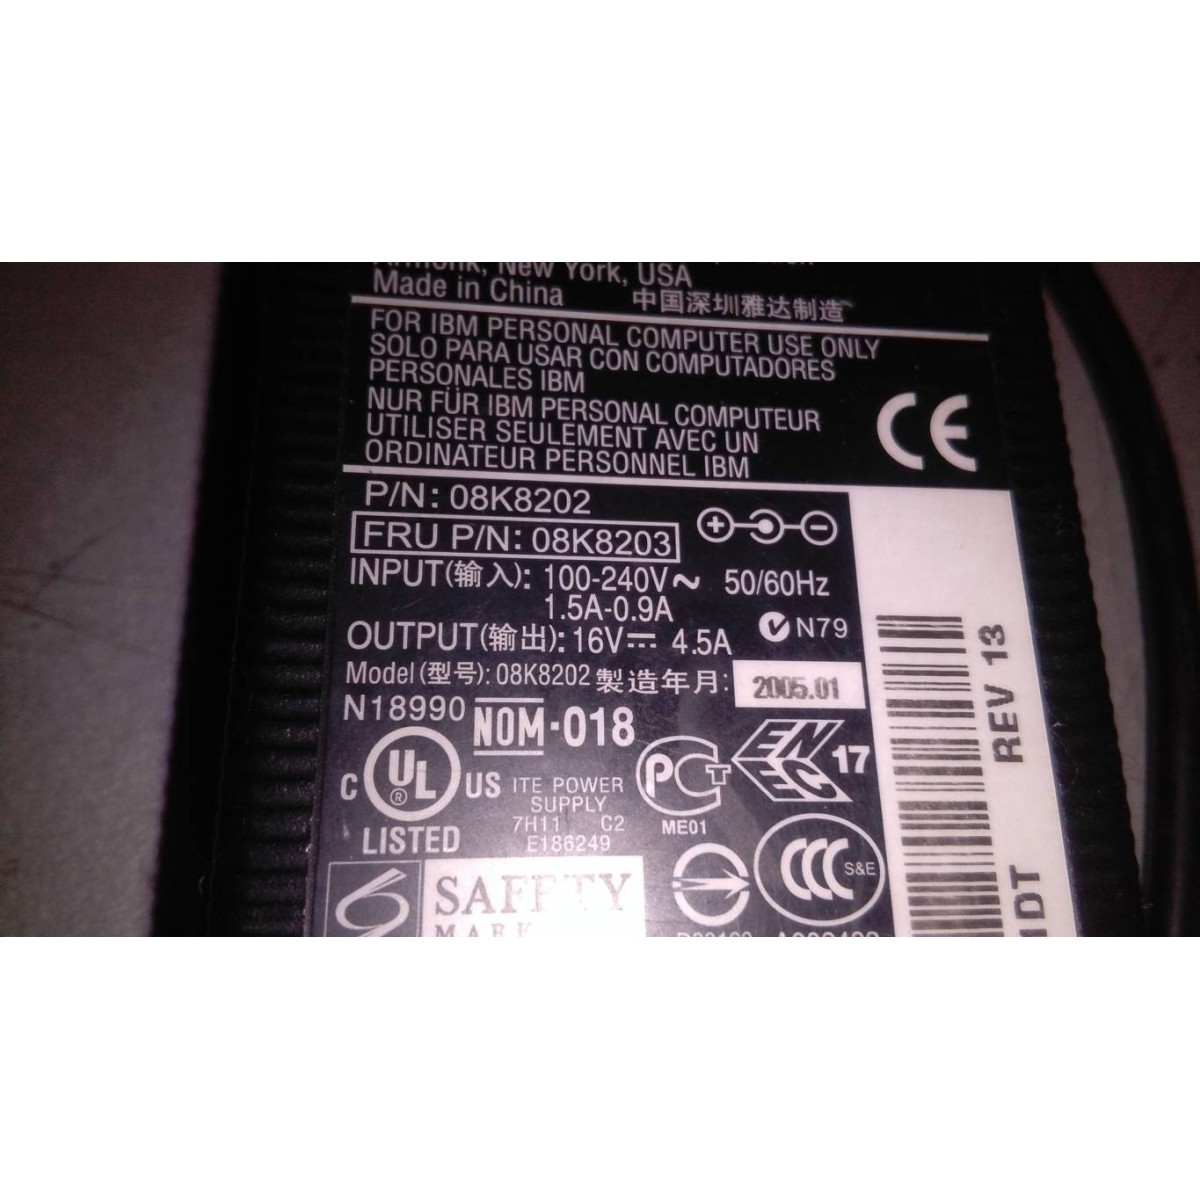 Armonk, New York, USA
Made in China 中国深圳雅达制造
FOR IBM PERSONAL COMPUTER USE ONLY
SOLO PARA USAR CON COMPUTADORES
PERSONALES IBM
NUR FÜR IBM PERSONAL COMPUTEUR
UTILISER SEULEMENT AVEC UN
ORDINATEUR PERSONNEL IBM
CE
P/N: 08K8202
FRU P/N: 08K8203
INPUT(输入): 100-240V~ 50/60Hz
1.5A-0.9A
N79
OUTPUT(输出): 16V⎓ 4.5A
Model(型号): 08K8202 製造年月: 2005.01
N18990 NOM-018
C UL® US
LISTED
ITE POWER
SUPPLY
7H11 C2
E186249
PCT
ME01
ENEC 17
CCC S&E
SAFETY
MARK
REV 13